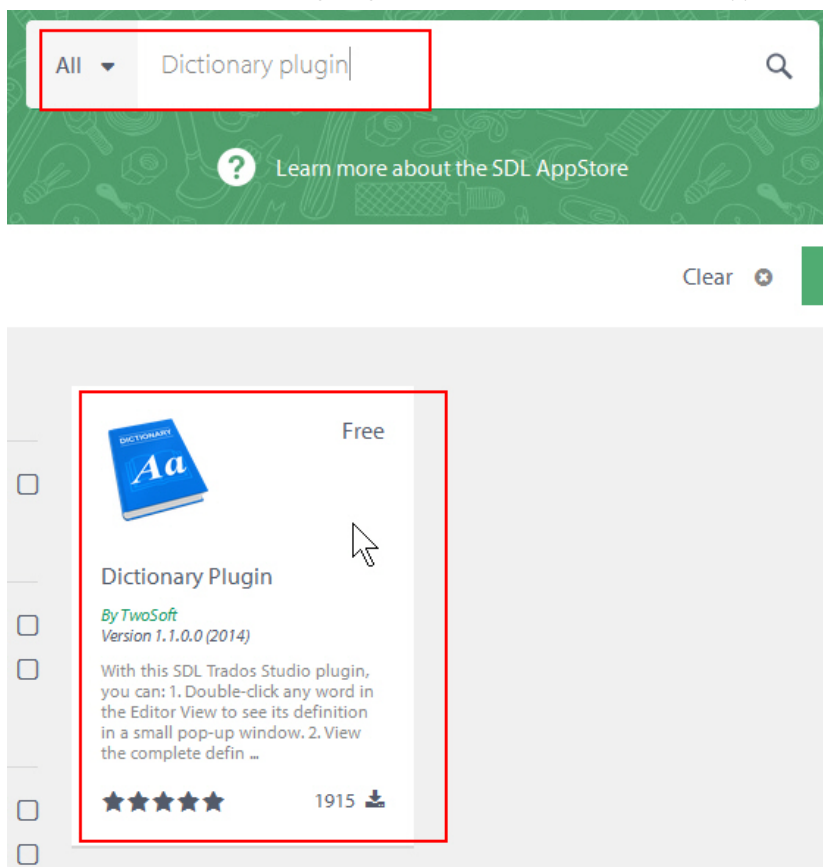 All Dictionary plugin
? Learn more about the SDL AppStore
Clear
DICTIONARY
Aa
Free
Dictionary Plugin
By TwoSoft
Version 1.1.0.0 (2014)
With this SDL Trados Studio plugin,
you can: 1. Double-click any word in
the Editor View to see its definition
in a small pop-up window. 2. View
the complete defin ...
1915